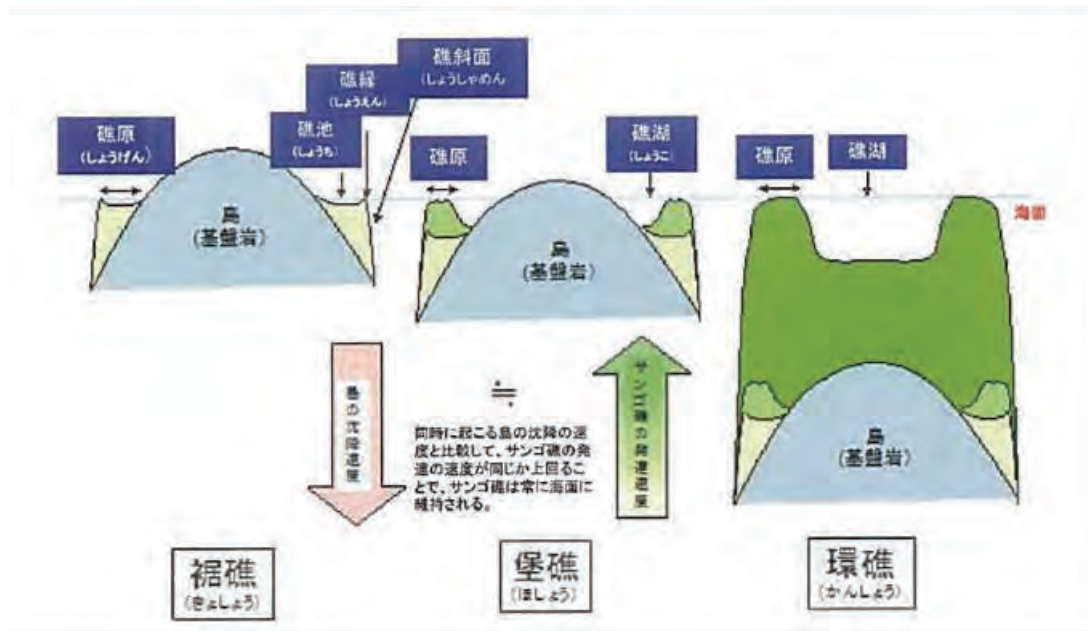 礁原
(しょうげん)
礁池
(しょうち)
礁縁
(しょうえん)
礁斜面
(しょうしゃめん
島
(基盤岩)
礁原
礁湖
(しょうこ)
島
(基盤岩)
礁原
礁湖
海面
島
(基盤岩)
島の沈降速度
≒
同時に起こる島の沈降の速
度と比較して、サンゴ礁の発
達の速度が同じか上回るこ
とで、サンゴ礁は常に海面に
維持される。
サンゴ礁の発達速度
裾礁
(きょしょう)
堡礁
(ほしょう)
環礁
(かんしょう)